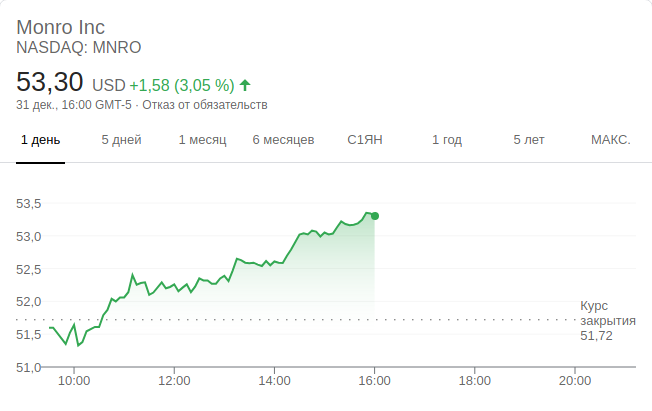 Monro Inc
NASDAQ: MNRO
53,30 USD +1,58 (3,05 %)
31 дек., 16:00 GMT-5 · Отказ от обязательств
1 день 5 дней 1 месяц 6 месяцев С1ЯН 1 год 5 лет МАКС.
53,5
53,0
52,5
52,0
Курс
закрытия
51,72
51,5
51,0
10:00 12:00 14:00 16:00 18:00 20:00